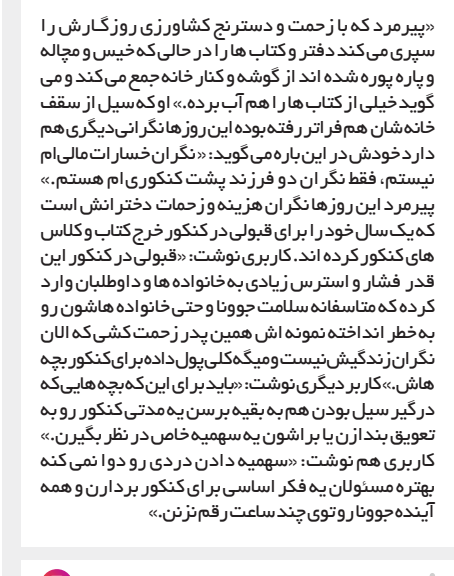 «پیرمرد که با زحمت و دسترنج کشاورزی روزگارش را
سپری می کند دفتر و کتاب ها را در حالی که خیس و مچاله
و پاره پوره شده اند از گوشه و کنار خانه جمع می کند و می
گوید خیلی از کتاب ها را هم آب برده.» او که سیل از سقف
خانه‌شان هم فراتر رفته بوده این روزها نگرانی دیگری هم
دارد خودش در این باره می گوید: «نگران خسارات مالی‌ام
نیستم، فقط نگران دو فرزند پشت کنکوری ام هستم.»
پیرمرد این روزها نگران هزینه و زحمات دخترانش است
که یک سال خود را برای قبولی در کنکور خرج کتاب و کلاس
های کنکور کرده اند. کاربری نوشت: «قبولی در کنکور این
قدر فشار و استرس زیادی به خانواده ها و داوطلبان وارد
کرده که متاسفانه سلامت جوونا و حتی خانواده هاشون رو
به خطر انداخته نمونه اش همین پدر زحمت کشی که الان
نگران زندگیش نیست و میگه کلی پول داده برای کنکور بچه
هاش.» کاربر دیگری نوشت: «باید برای این که بچه هایی که
درگیر سیل بودن هم به بقیه برسن یه مدتی کنکور رو به
تعویق بندازن یا براشون یه سهمیه خاص در نظر بگیرن.»
کاربری هم نوشت: «سهمیه دادن دردی رو دوا نمی کنه
بهتره مسئولان یه فکر اساسی برای کنکور بردارن و همه
آینده جوونا رو توی چند ساعت رقم نزنن.»